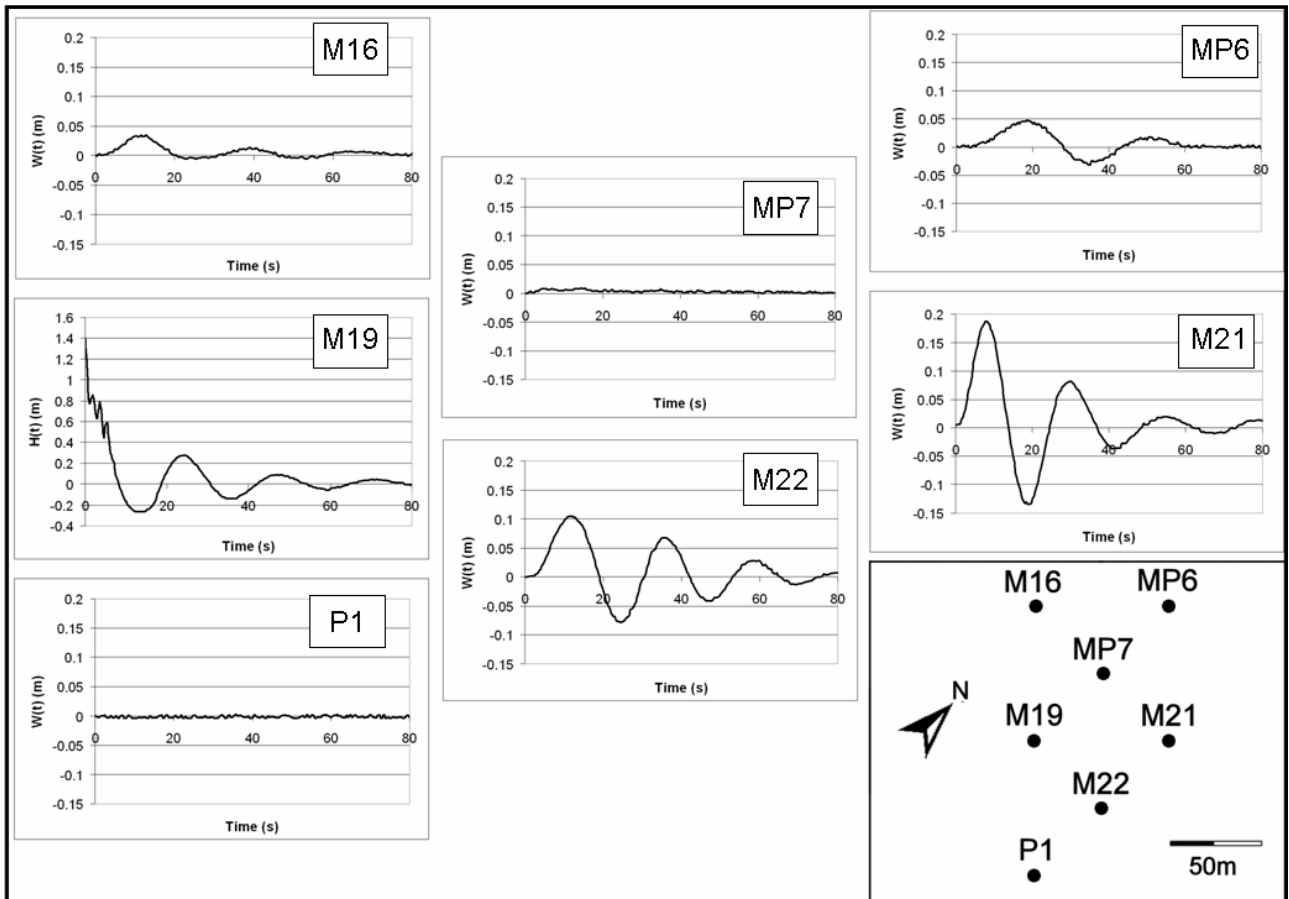 M16
W(t) (m)
0.2
0.15
0.1
0.05
0
-0.05
-0.1
-0.15
0 20 40 60 80
Time (s)
MP6
W(t) (m)
0.2
0.15
0.1
0.05
0
-0.05
-0.1
-0.15
0 20 40 60 80
Time (s)
MP7
W(t) (m)
0.2
0.15
0.1
0.05
0
-0.05
-0.1
-0.15
0 20 40 60 80
Time (s)
M19
H(t) (m)
1.6
1.4
1.2
1
0.8
0.6
0.4
0.2
0
-0.2
-0.4
0 20 40 60 80
Time (s)
M21
W(t) (m)
0.2
0.15
0.1
0.05
0
-0.05
-0.1
-0.15
0 20 40 60 80
Time (s)
M22
W(t) (m)
0.2
0.15
0.1
0.05
0
-0.05
-0.1
-0.15
0 20 40 60 80
Time (s)
P1
W(t) (m)
0.2
0.15
0.1
0.05
0
-0.05
-0.1
-0.15
0 20 40 60 80
Time (s)
M16 MP6
MP7
N
M19 M21
M22
P1
50m